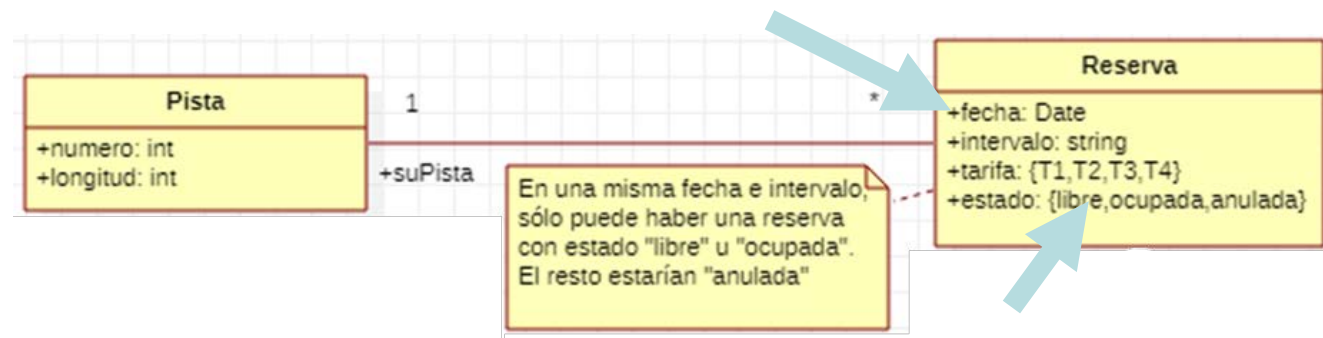 Pista
+numero: int
+longitud: int
1
+suPista
*
En una misma fecha e intervalo,
sólo puede haber una reserva
con estado "libre" u "ocupada".
El resto estarían "anulada"
Reserva
+fecha: Date
+intervalo: string
+tarifa: {T1,T2,T3,T4}
+estado: {libre,ocupada,anulada}